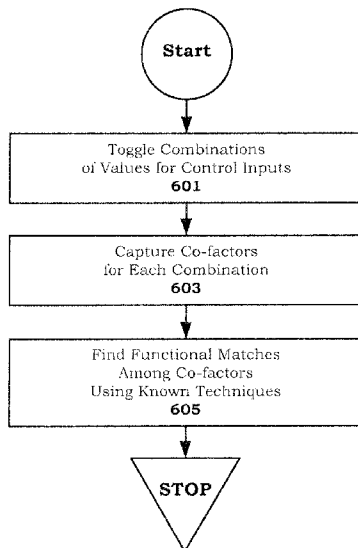 Start
Toggle Combinations
of Values for Control Inputs
601
Capture Co-factors
for Each Combination
603
Find Functional Matches
Among Co-factors
Using Known Techniques
605
STOP